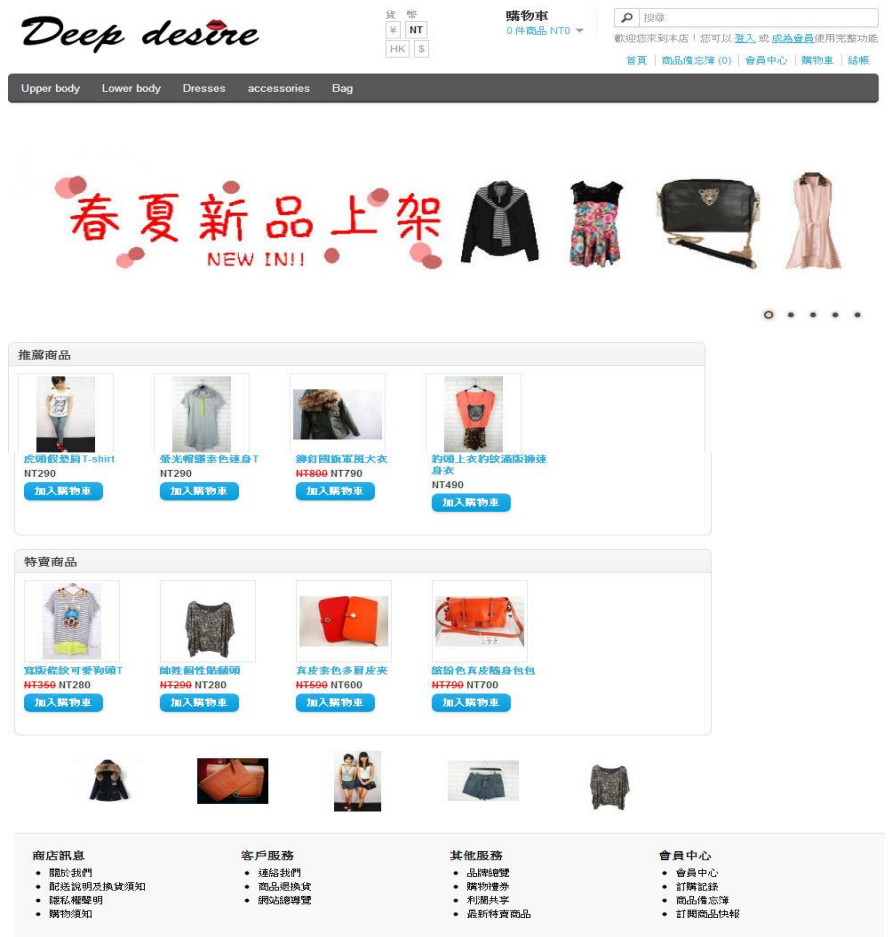 Deep desire
貨 幣
¥ NT
HK $
購物車
0 件商品 NT0
搜尋
歡迎您來到本店！您可以 登入 或 成為會員使用完整功能
首頁 商品備忘簿 (0) 會員中心 購物車 結帳
Upper body Lower body Dresses accessories Bag
春夏新品上架
NEW IN!!
推薦商品
虎頭假墊肩T-shirt
NT290
加入購物車
螢光帽繩素色連身T
NT290
加入購物車
鉚釘國旗軍風大衣
NT800 NT790
加入購物車
豹頭上衣豹紋滿版褲連
身衣
NT490
加入購物車
特賣商品
寬版條紋可愛狗頭T
NT350 NT280
加入購物車
個性骷髏頭
NT290 NT280
加入購物車
真皮素色多層皮夾
NT590 NT600
加入購物車
繽紛色真皮隨身包包
NT790 NT700
加入購物車
商店訊息
關於我們
配送說明及換貨須知
隱私權聲明
購物須知
客戶服務
連絡我們
商品退換貨
網站總導覽
其他服務
品牌總覽
購物禮券
利潤共享
最新特賣商品
會員中心
會員中心
訂購記錄
商品備忘簿
訂閱商品快報